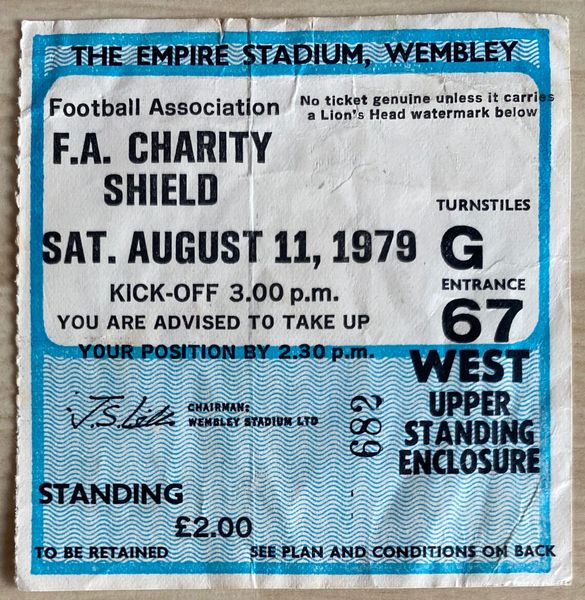 THE EMPIRE STADIUM, WEMBLEY
Football Association
No ticket genuine unless it carries
a Lion's Head watermark below
F.A. CHARITY
SHIELD
TURNSTILES
G
SAT. AUGUST 11, 1979
ENTRANCE
67
KICK-OFF 3.00 p.m.
YOU ARE ADVISED TO TAKE UP
YOUR POSITION BY 2.30 p.m.
WEST
UPPER
STANDING
ENCLOSURE
CHAIRMAN:
WEMBLEY STADIUM LTD
682
STANDING
£2.00
TO BE RETAINED
SEE PLAN AND CONDITIONS ON BACK